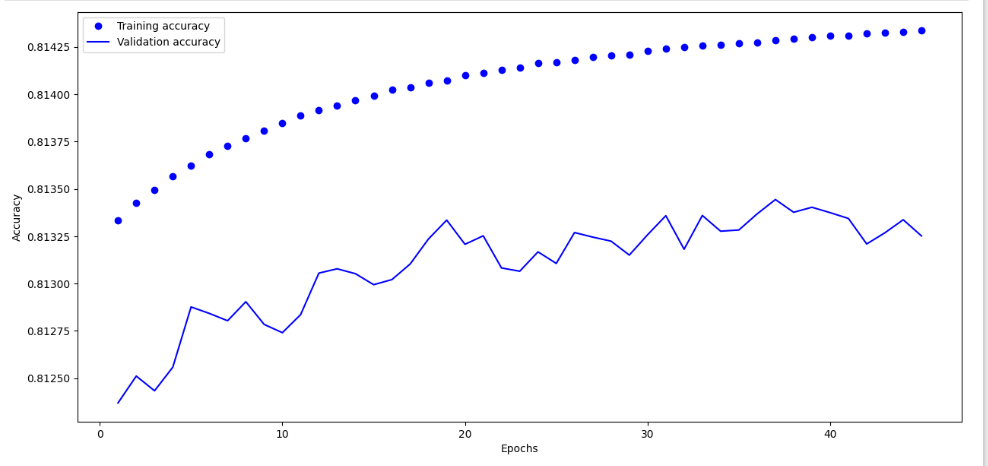 Training accuracy
Validation accuracy
0.81425
0.81400
0.81375
0.81350
0.81325
0.81300
0.81275
0.81250
Accuracy
0 10 20 30 40
Epochs